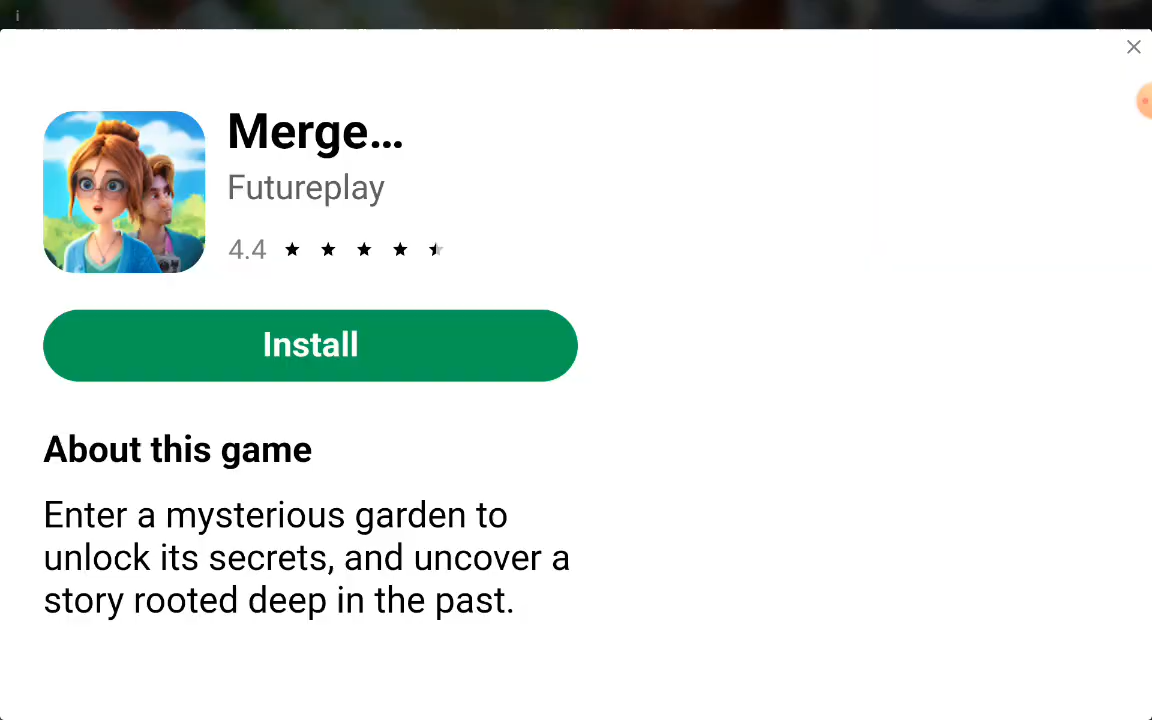 i
Merge...
Futureplay
4.4
Install
About this game
Enter a mysterious garden to
unlock its secrets, and uncover a
story rooted deep in the past.